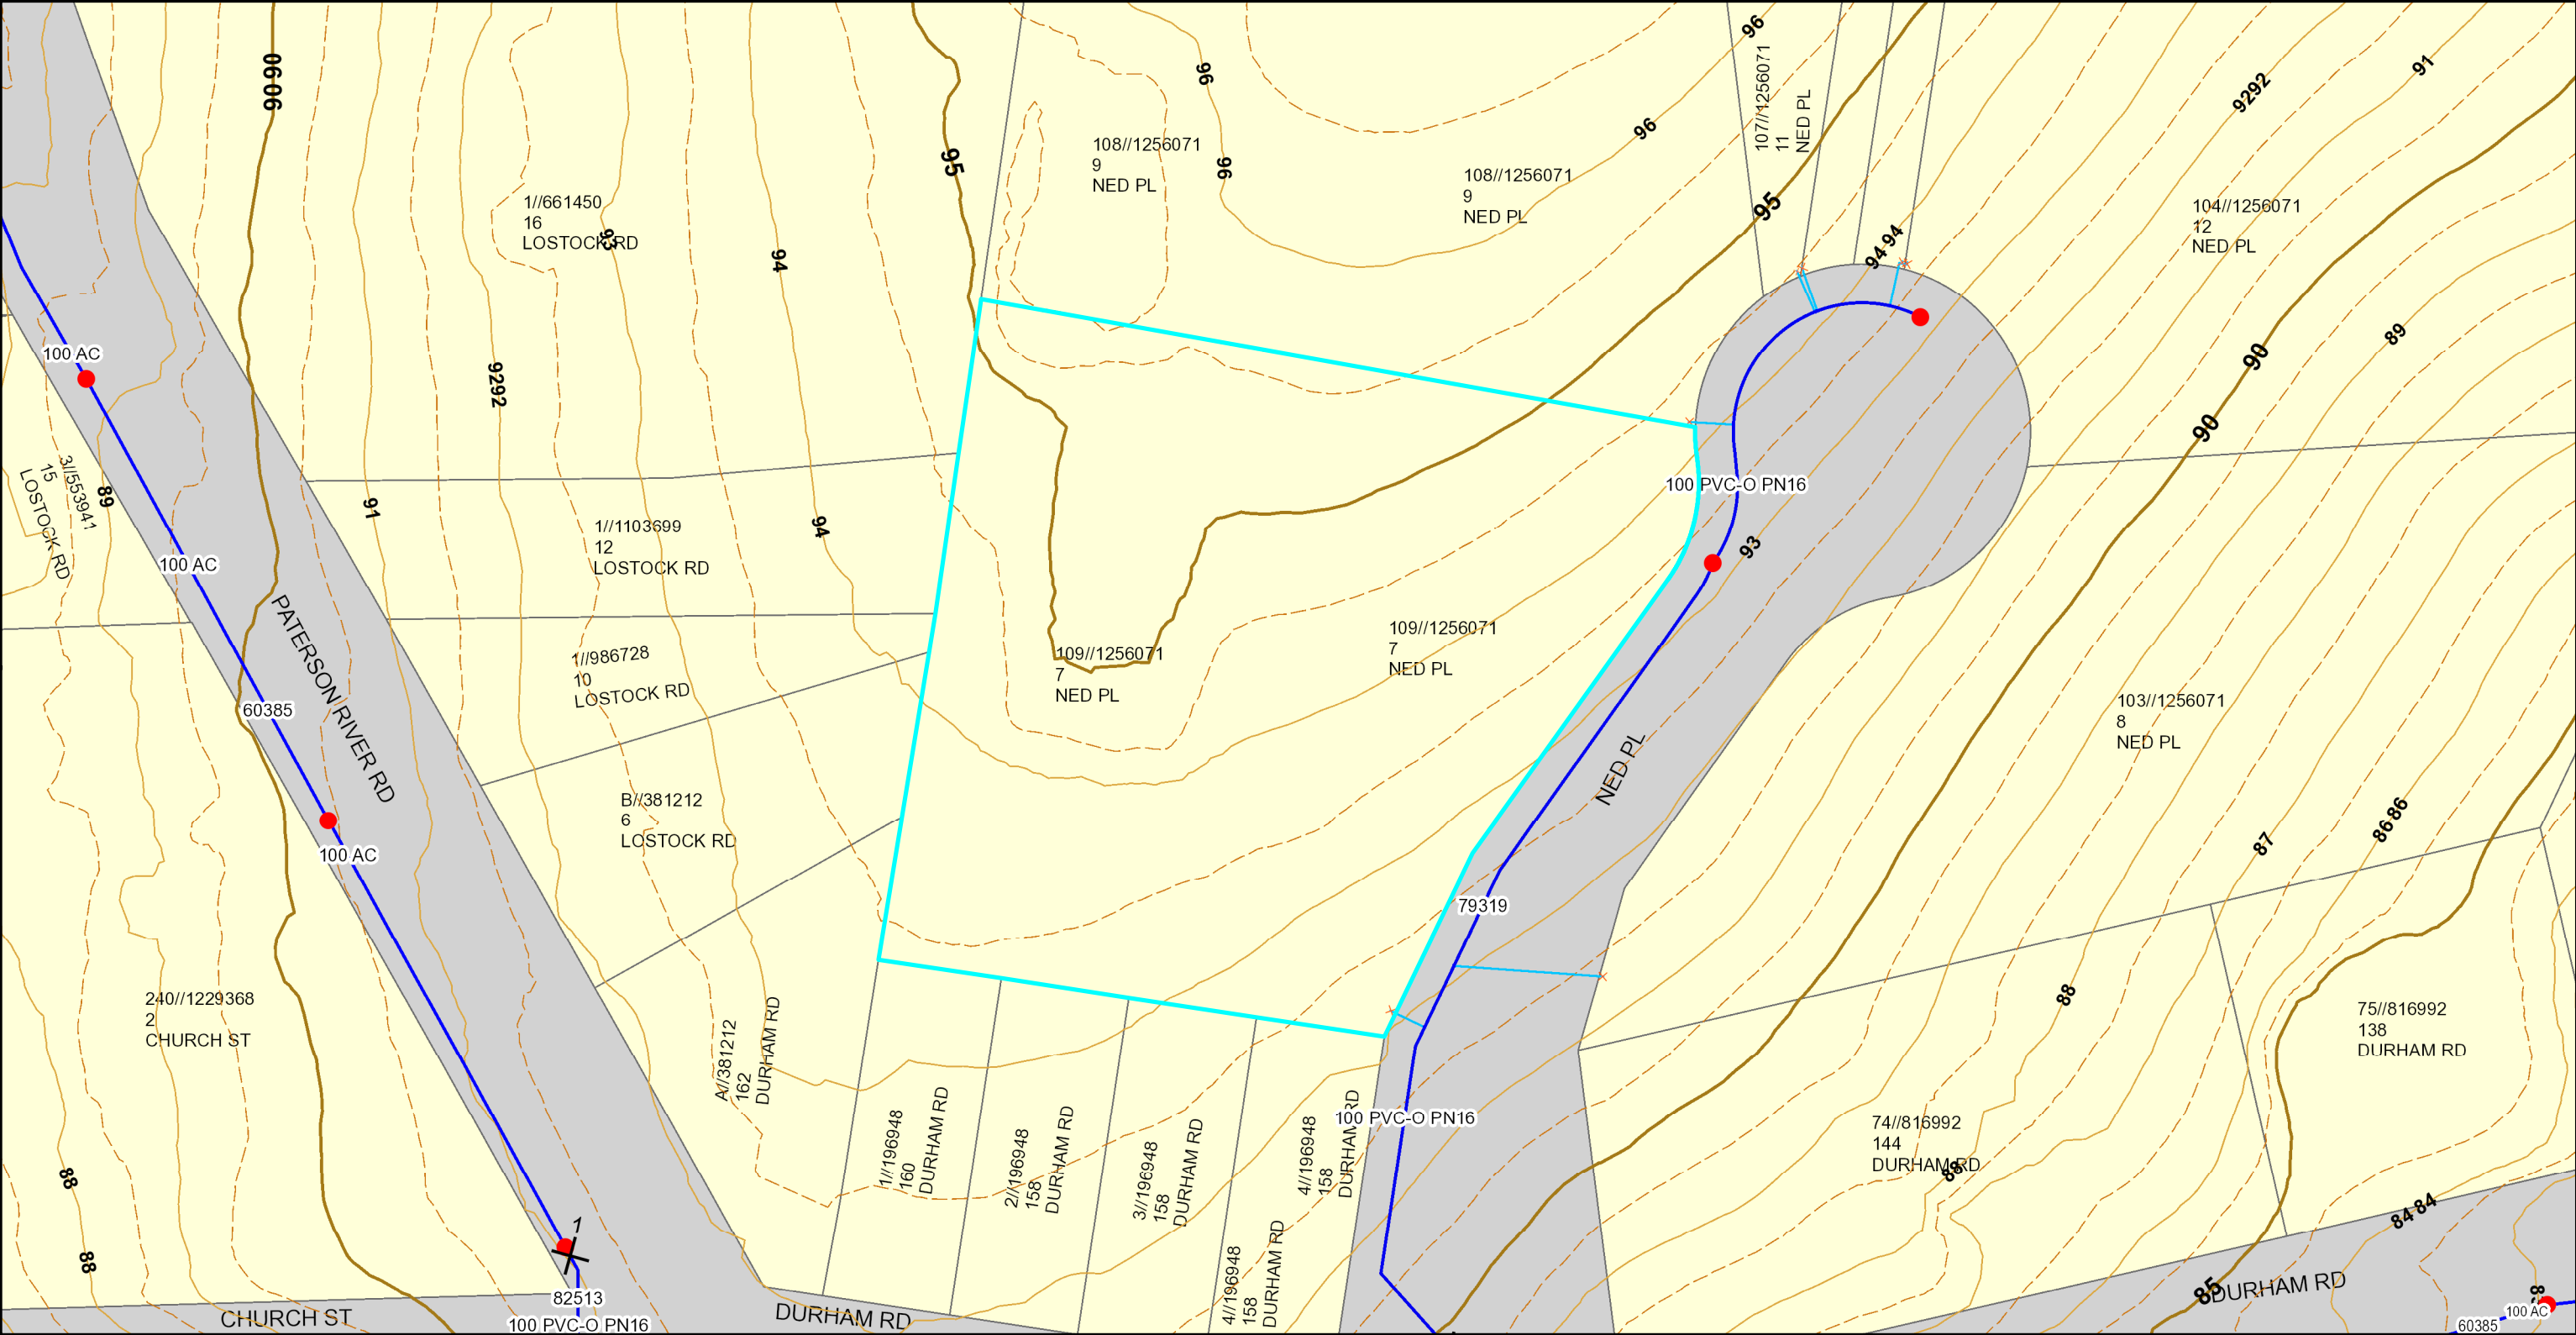 96
91
0606
9292
96
107//1256071
11
NED PL
96
95
108//1256071
9
NED PL
96
108//1256071
9
NED PL
1//661450
16
LOSTOCK RD
93
95
104//1256071
12
NED PL
94
94 94
89
90
100 AC
9292
90
3//553941
15
LOSTOCK RD
89
91
100 PVC-O PN16
1//1103699
12
LOSTOCK RD
94
93
100 AC
PATERSON RIVER RD
109//1256071
7
NED PL
109//1256071
7
NED PL
1//986728
10
LOSTOCK RD
60385
103//1256071
8
NED PL
NED PL
B//381212
6
LOSTOCK RD
86 86
87
100 AC
79319
240//1229368
2
CHURCH ST
88
A//381212
162
DURHAM RD
75//816992
138
DURHAM RD
1//196948
160
DURHAM RD
2//196948
158
DURHAM RD
3//196948
158
DURHAM RD
4//196948
158
DURHAM RD
100 PVC-O PN16
74//816992
144
DURHAM RD
88
88
84 84
1
88
4//196948
158
DURHAM RD
82513
85
DURHAM RD
CHURCH ST
100 PVC-O PN16
DURHAM RD
100 AC
60385